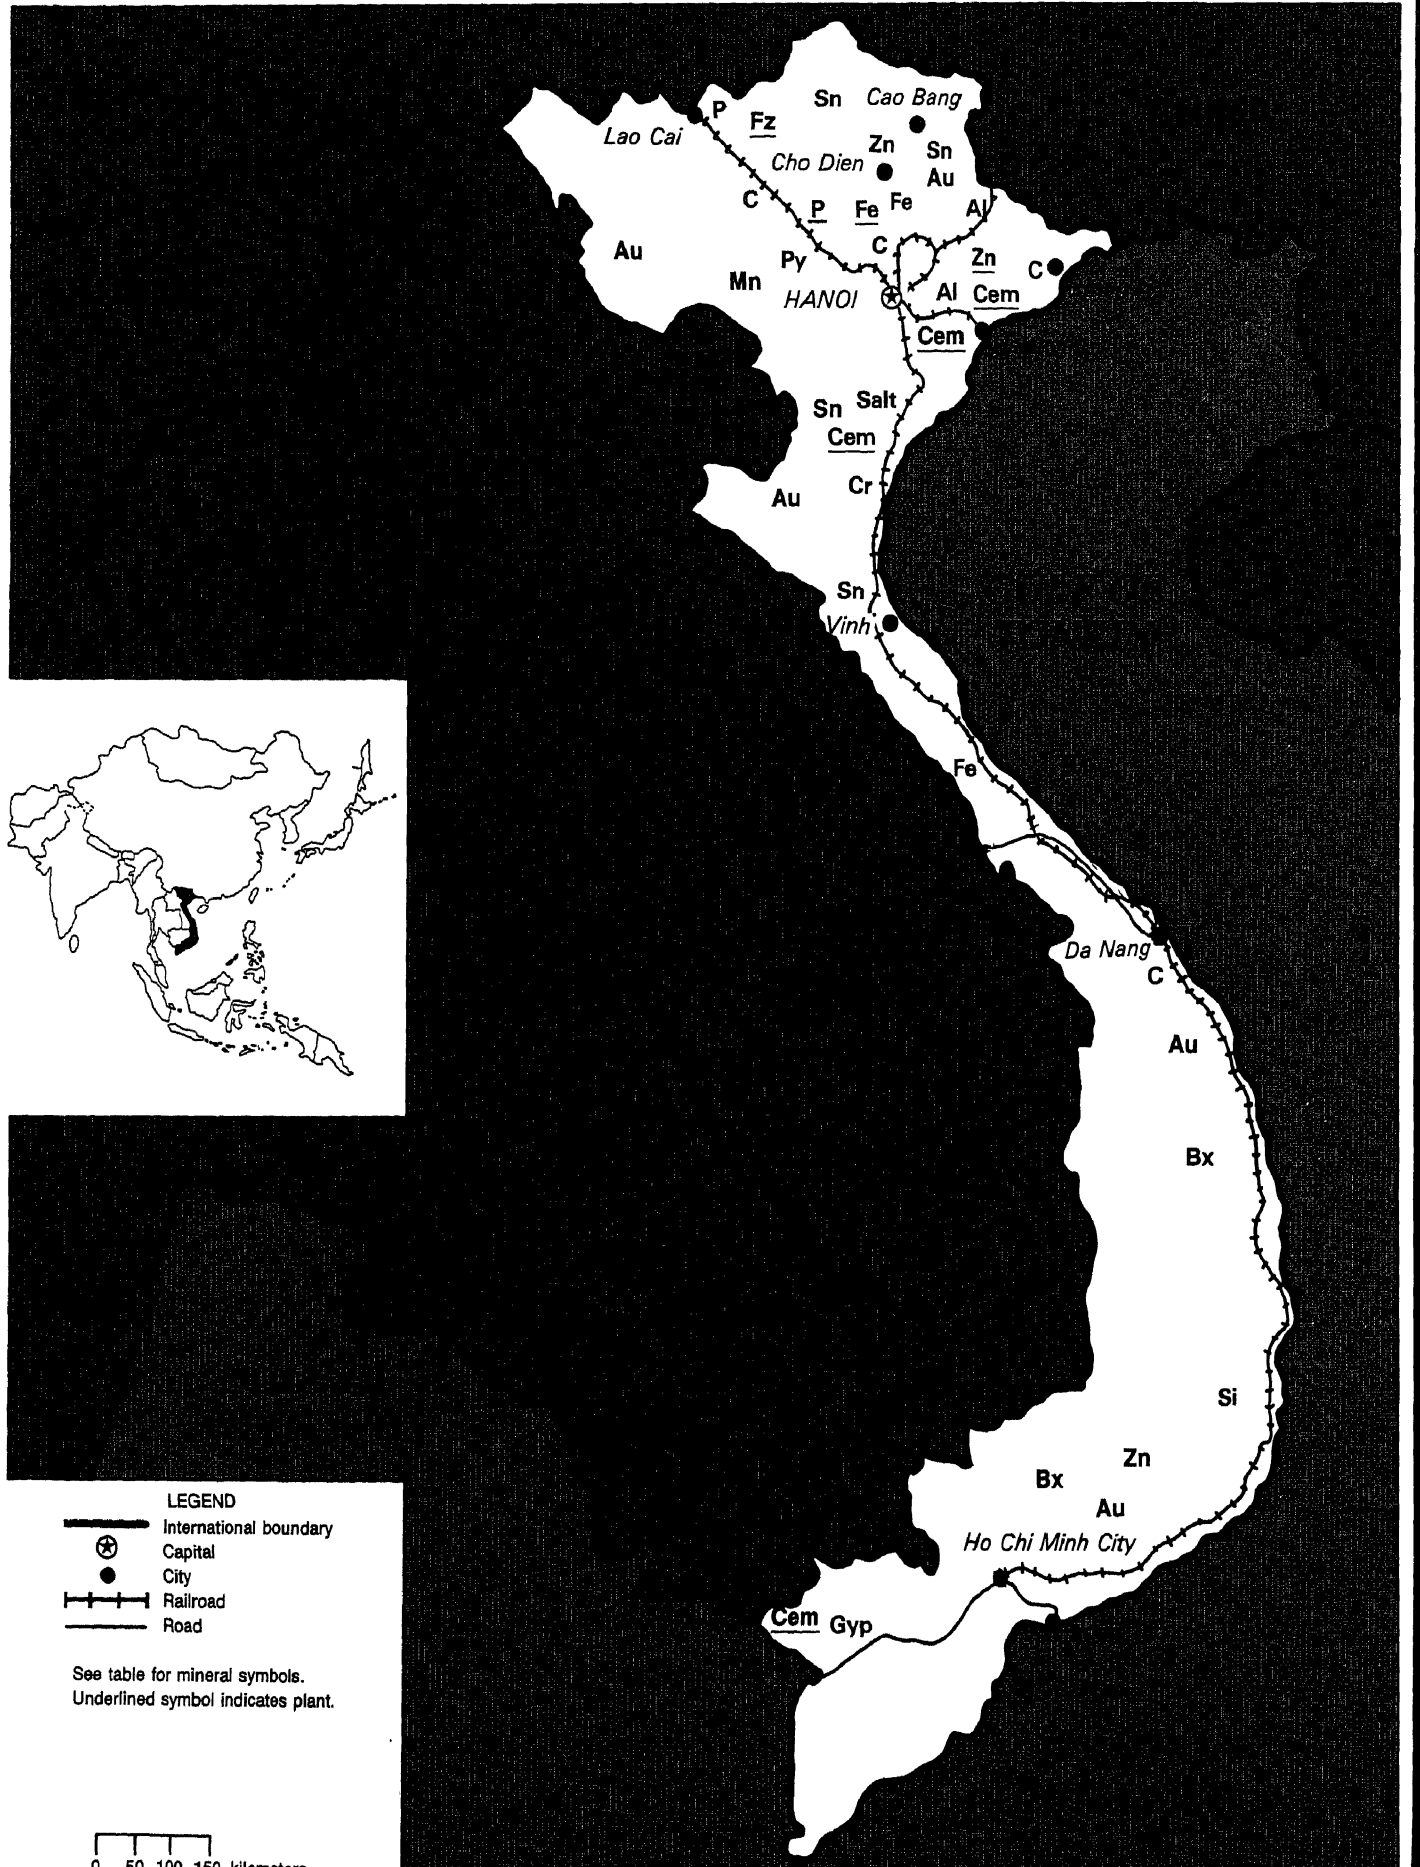 Sn
Cao Bang
P
Fz
Lao Cai
Zn
Sn
Cho Dien
Au
C
P
Fe
Fe
Al
Au
C
Py
Zn
C
Mn
HANOI
Al
Cem
Cem
Sn
Salt
Cem
Cr
Au
Sn
Vinh
Fe
Da Nang
C
Au
Bx
Si
Zn
Bx
Au
Ho Chi Minh City
Cem
Gyp
LEGEND
International boundary
Capital
City
Railroad
Road
See table for mineral symbols.
Underlined symbol indicates plant.
0 50 100 150 kilometers